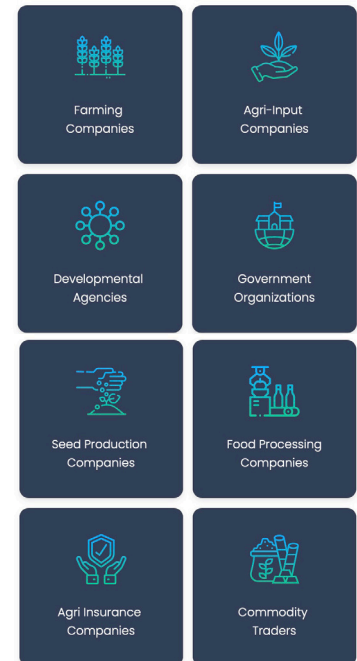 Farming
Companies
Agri-Input
Companies
Developmental
Agencies
Government
Organizations
Seed Production
Companies
Food Processing
Companies
Agri Insurance
Companies
Commodity
Traders